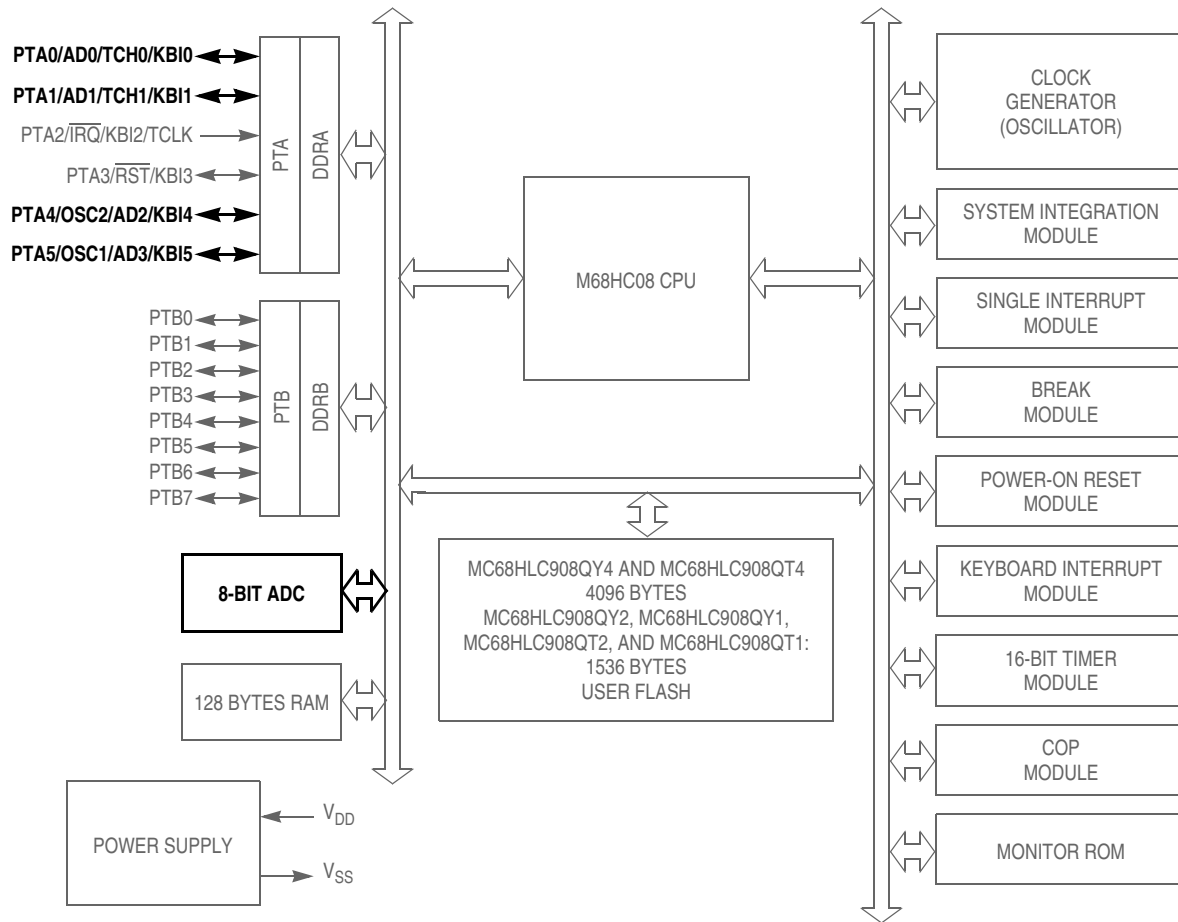 PTA0/AD0/TCH0/KBI0
PTA1/AD1/TCH1/KBI1
PTA2/IRQ/KBI2/TCLK
PTA3/RST/KBI3
PTA4/OSC2/AD2/KBI4
PTA5/OSC1/AD3/KBI5
PTA
DDRA
PTB0
PTB1
PTB2
PTB3
PTB4
PTB5
PTB6
PTB7
PTB
DDRB
8-BIT ADC
128 BYTES RAM
POWER SUPPLY
VDD
VSS
M68HC08 CPU
MC68HLC908QY4 AND MC68HLC908QT4
4096 BYTES
MC68HLC908QY2, MC68HLC908QY1,
MC68HLC908QT2, AND MC68HLC908QT1:
1536 BYTES
USER FLASH
CLOCK
GENERATOR
(OSCILLATOR)
SYSTEM INTEGRATION
MODULE
SINGLE INTERRUPT
MODULE
BREAK
MODULE
POWER-ON RESET
MODULE
KEYBOARD INTERRUPT
MODULE
16-BIT TIMER
MODULE
COP
MODULE
MONITOR ROM